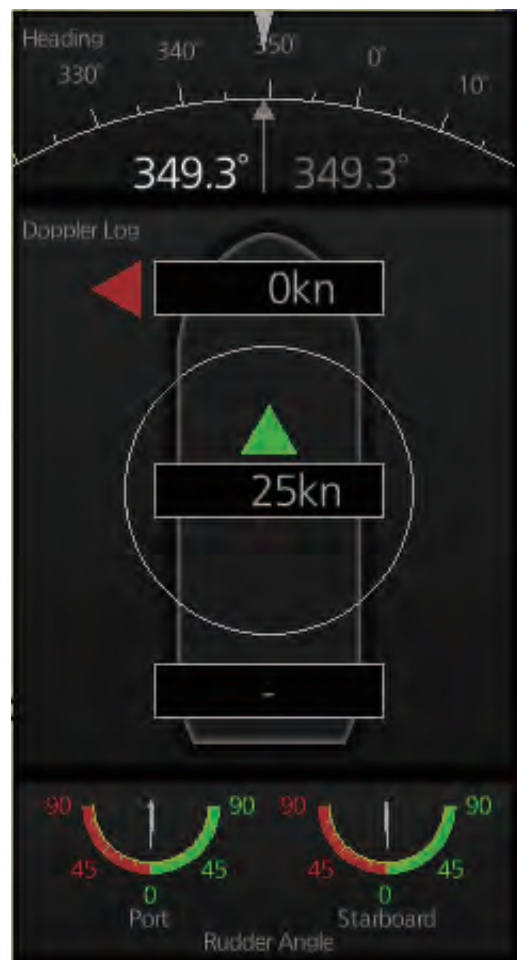 Heading
330° 340° 350° 0° 10°
349.3° 349.3°
Doppler Log
0kn
25kn
-
90 90 90 90
45 45 45 45
0 0
Port Starboard
Rudder Angle